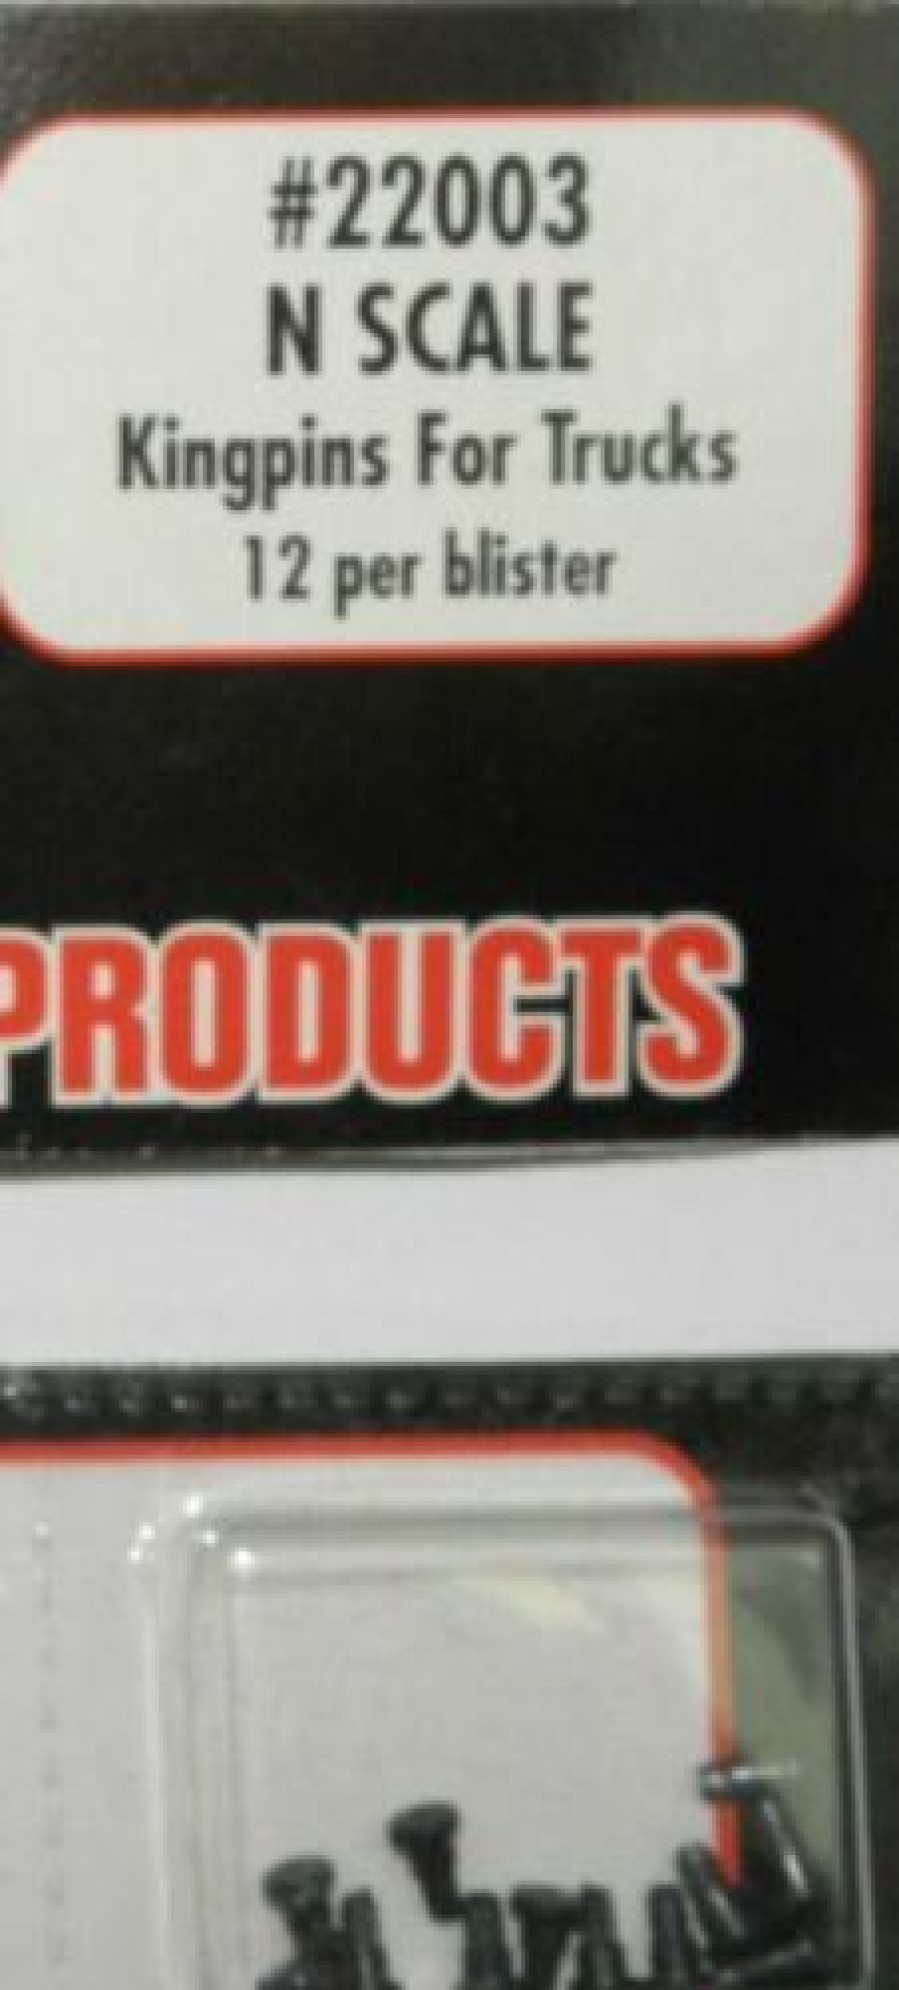 #22003
N SCALE
Kingpins For Trucks
12 per blister
PRODUCTS